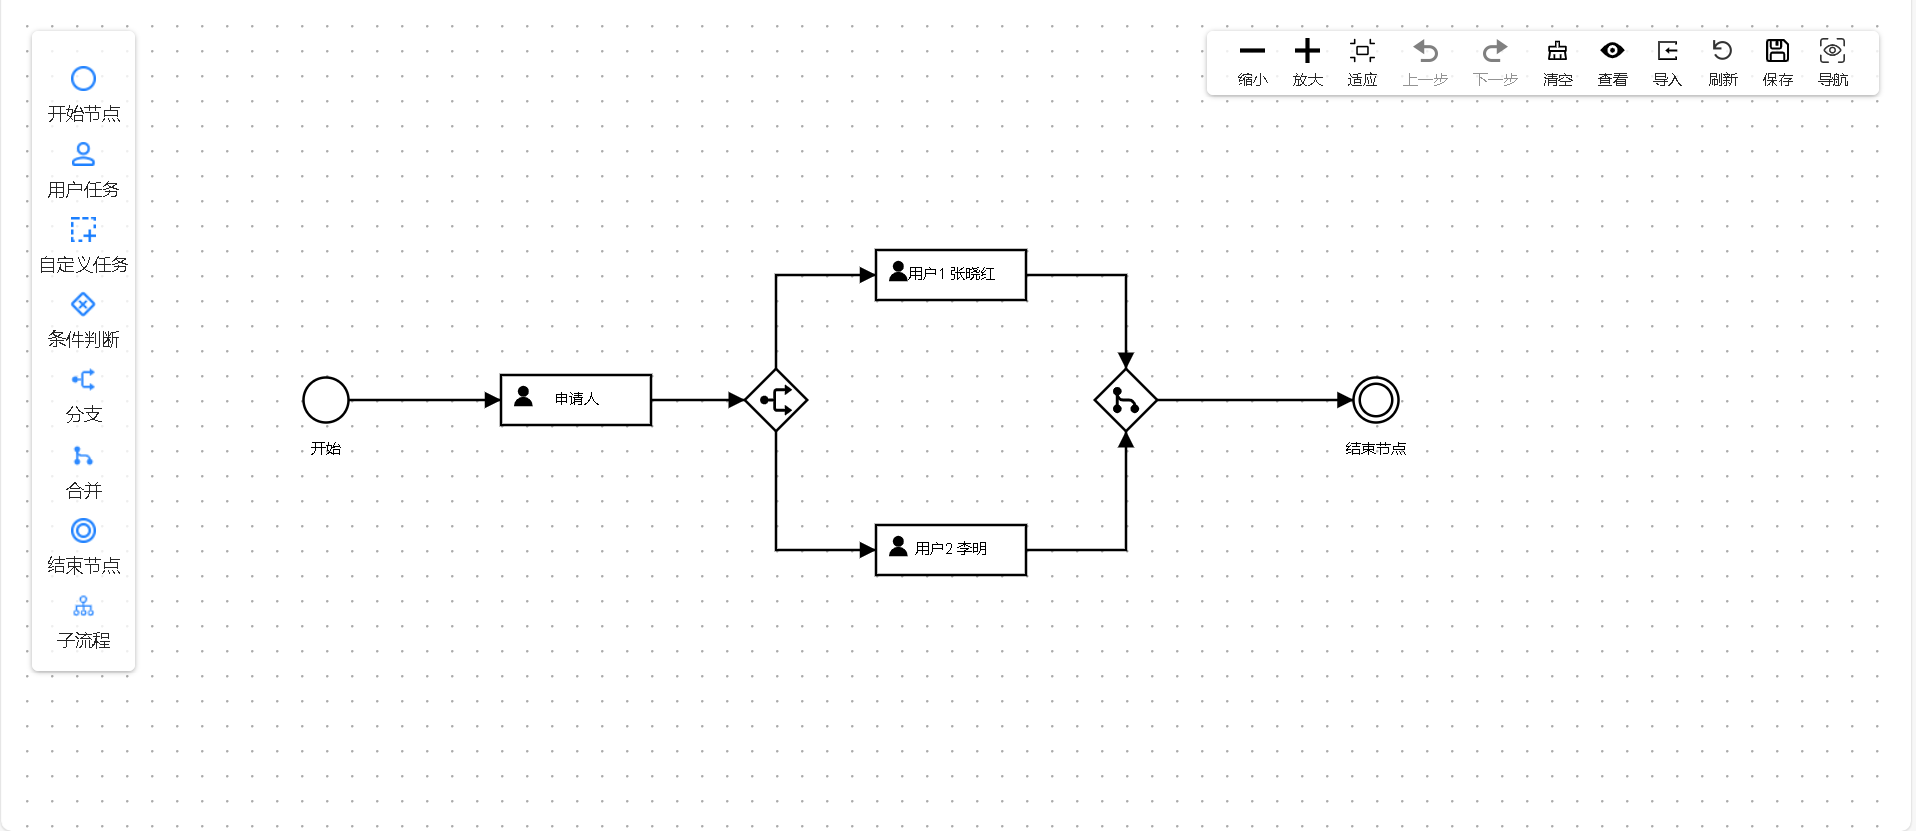 开始节点
用户任务
自定义任务
条件判断
分支
合并
结束节点
子流程
缩小 放大 适应 上一步 下一步 清空 查看 导入 刷新 保存 导航
用户1 张晓红
申请人
开始
结束节点
用户2 李明